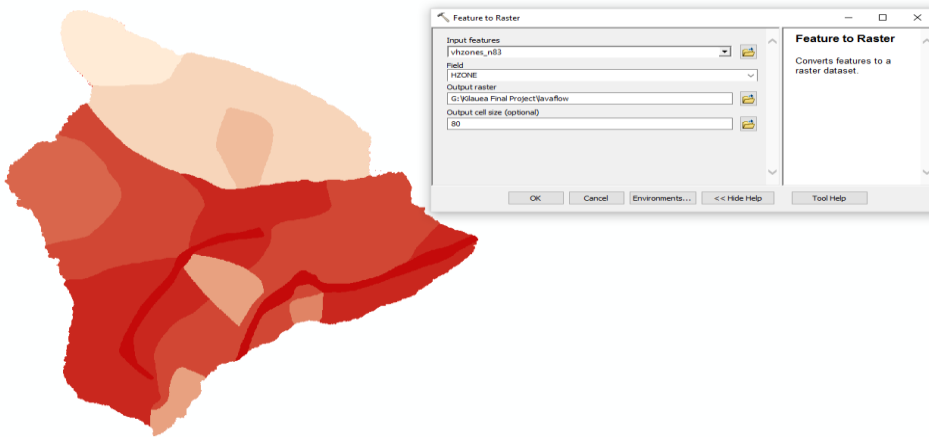 Feature to Raster
Input features
vhzones_n83
Field
HZONE
Output raster
G:\Kilauea Final Project\lavaflow
Output cell size (optional)
80
OK
Cancel
Environments...
<< Hide Help
Tool Help
Feature to Raster
Converts features to a
raster dataset.